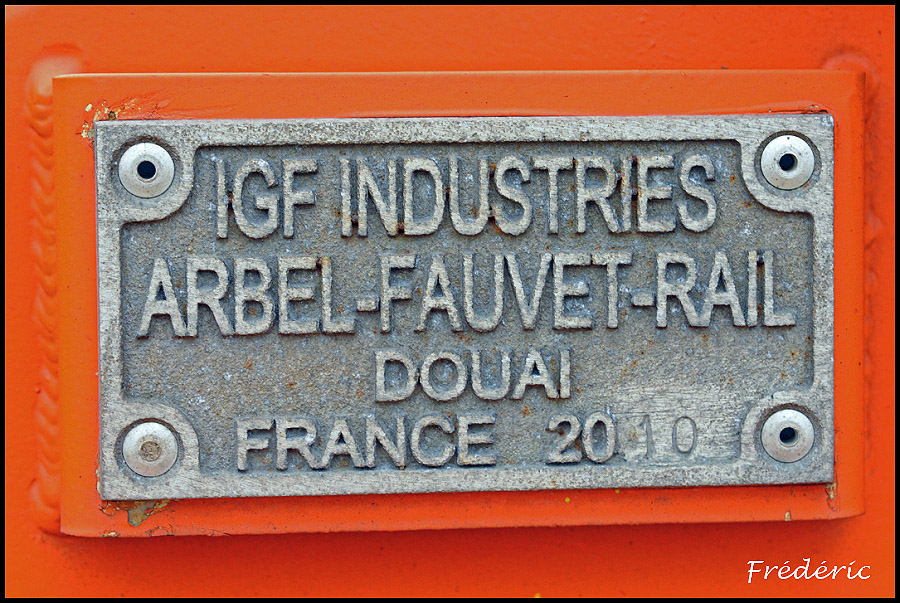 IGF INDUSTRIES
ARBEL-FAUVET-RAIL
DOUAI
FRANCE 2010
Frédéric